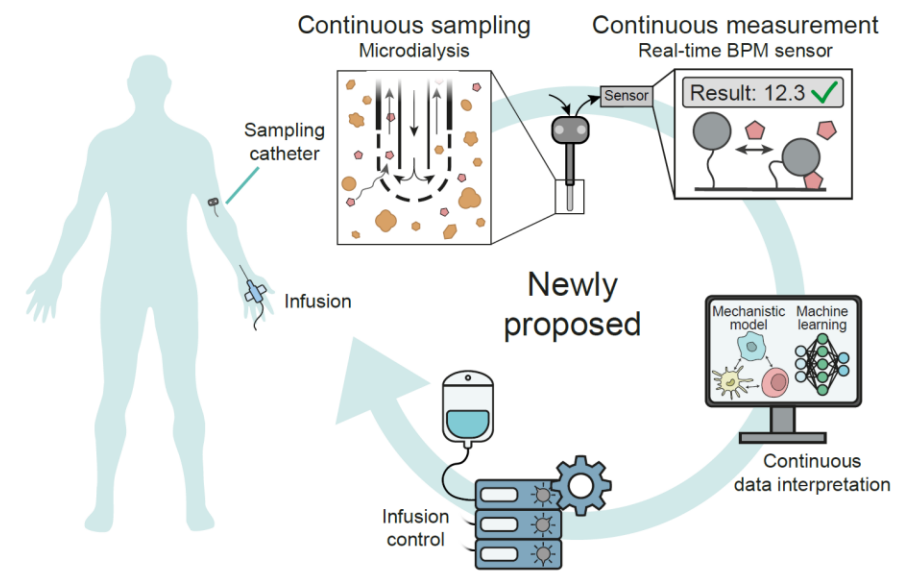 Continuous sampling
Microdialysis
Continuous measurement
Real-time BPM sensor
Sensor
Result: 12.3
Sampling
catheter
Infusion
Newly
proposed
Mechanistic
model
Machine
learning
Continuous
data interpretation
Infusion
control